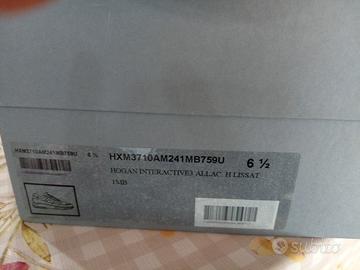 HXM3710AM241MB759U 6 ½
HXM3710AM241MB759U 6 ½
HOGAN INTERACTIVE3 ALLAC. H LISSAT
1MB
subito